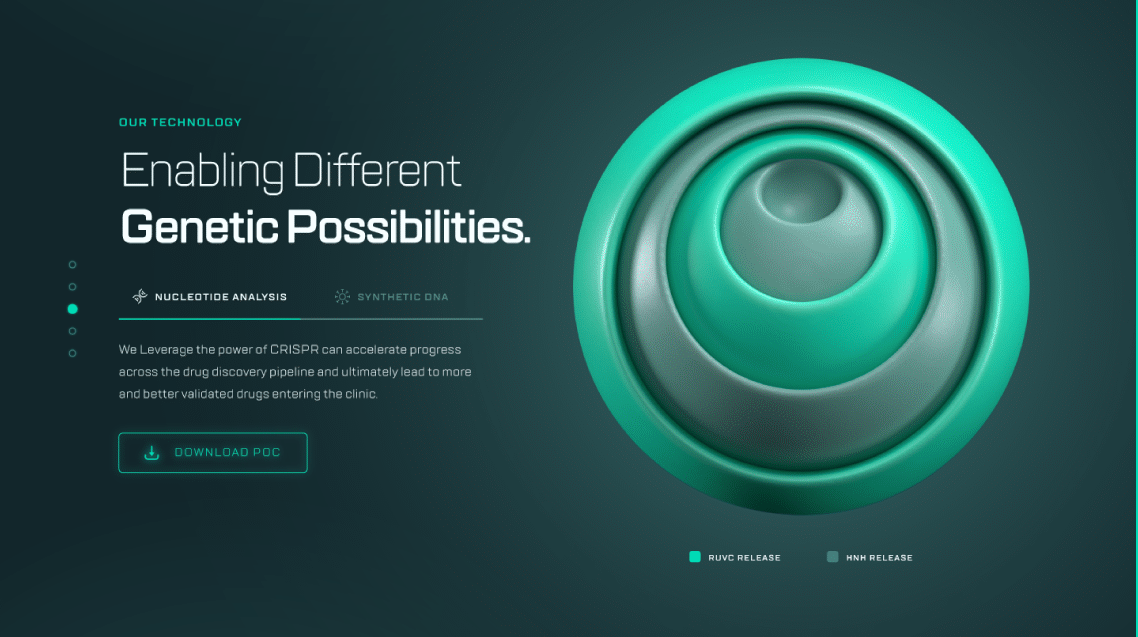 OUR TECHNOLOGY
Enabling Different
Genetic Possibilities.
NUCLEOTIDE ANALYSIS
SYNTHETIC DNA
We Leverage the power of CRISPR can accelerate progress
across the drug discovery pipeline and ultimately lead to more
and better validated drugs entering the clinic.
DOWNLOAD POC
RUVC RELEASE
HNH RELEASE